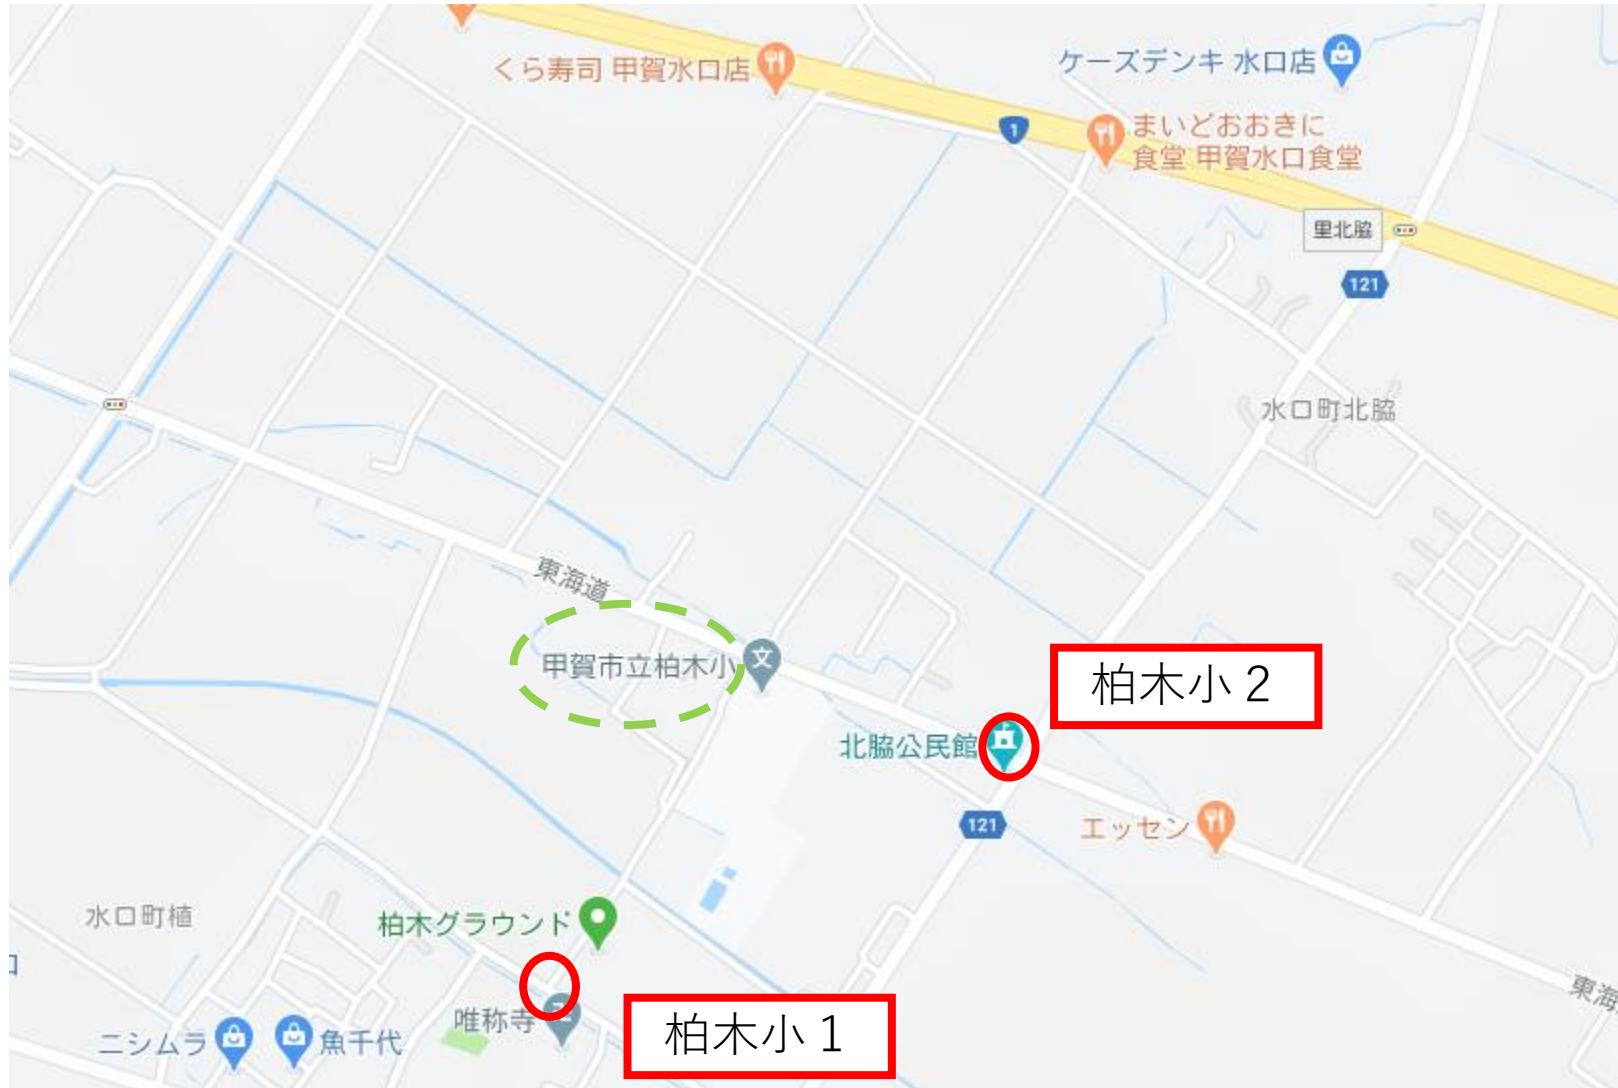 くら寿司 甲賀水口店
ケーズデンキ 水口店
1
まいどおおきに
食堂 甲賀水口食堂
里北脇
121
水口町北脇
東海道
甲賀市立柏木小
文
柏木小2
北脇公民館
121
エッセン
水口町植
柏木グラウンド
東海
唯称寺
柏木小1
ニシムラ
魚千代